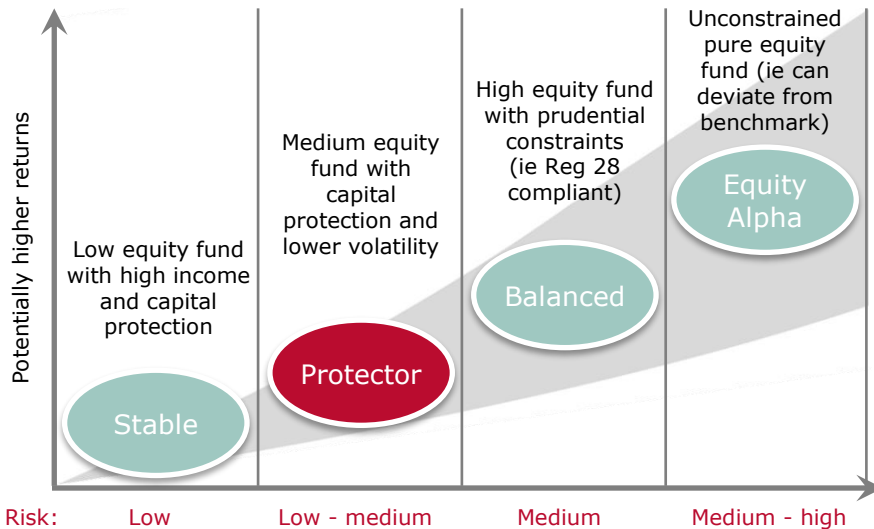 Potentially higher returns
Low equity fund
with high income
and capital
protection
Stable
Medium equity
fund with
capital
protection and
lower volatility
Protector
High equity fund
with prudential
constraints
(ie Reg 28
compliant)
Balanced
Unconstrained
pure equity
fund (ie can
deviate from
benchmark)
Equity
Alpha
Risk: Low Low - medium Medium Medium - high